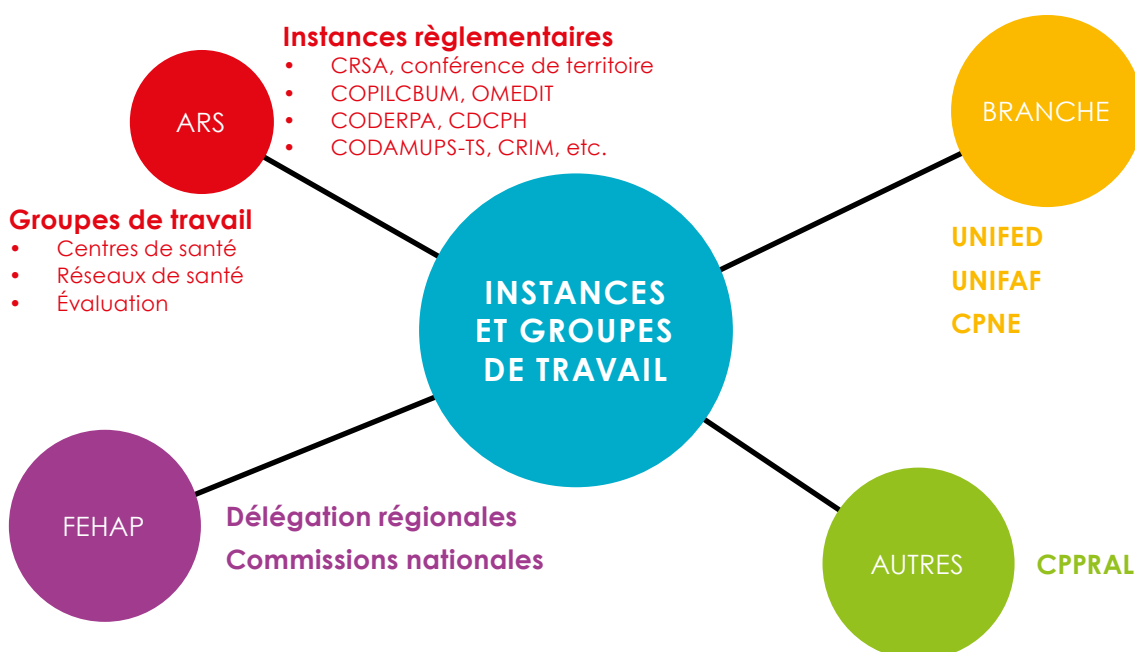 ARS
Instances règlementaires
• CRSA, conférence de territoire
• COPILCBUM, OMEDIT
• CODERPA, CDCPH
• CODAMUPS-TS, CRIM, etc.
Groupes de travail
• Centres de santé
• Réseaux de santé
• Évaluation
BRANCHE
UNIFED
UNIFAF
CPNE
INSTANCES
ET GROUPES
DE TRAVAIL
FEHAP
Délégation régionales
Commissions nationales
AUTRES
CPPRAL